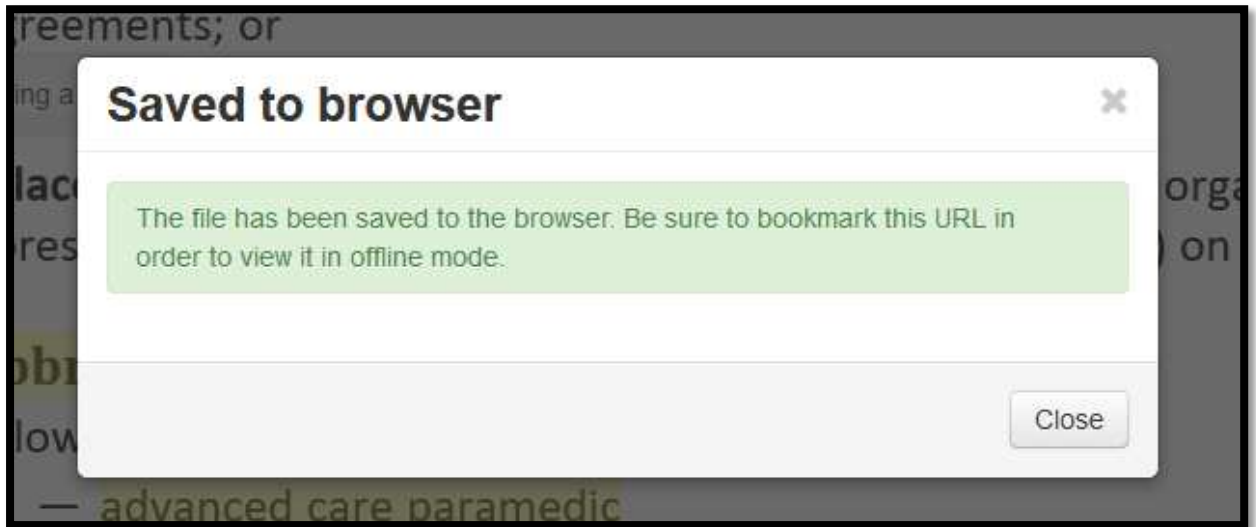 reements; or
ing a
Saved to browser
The file has been saved to the browser. Be sure to bookmark this URL in
order to view it in offline mode.
) on
Close
— advanced care paramedic